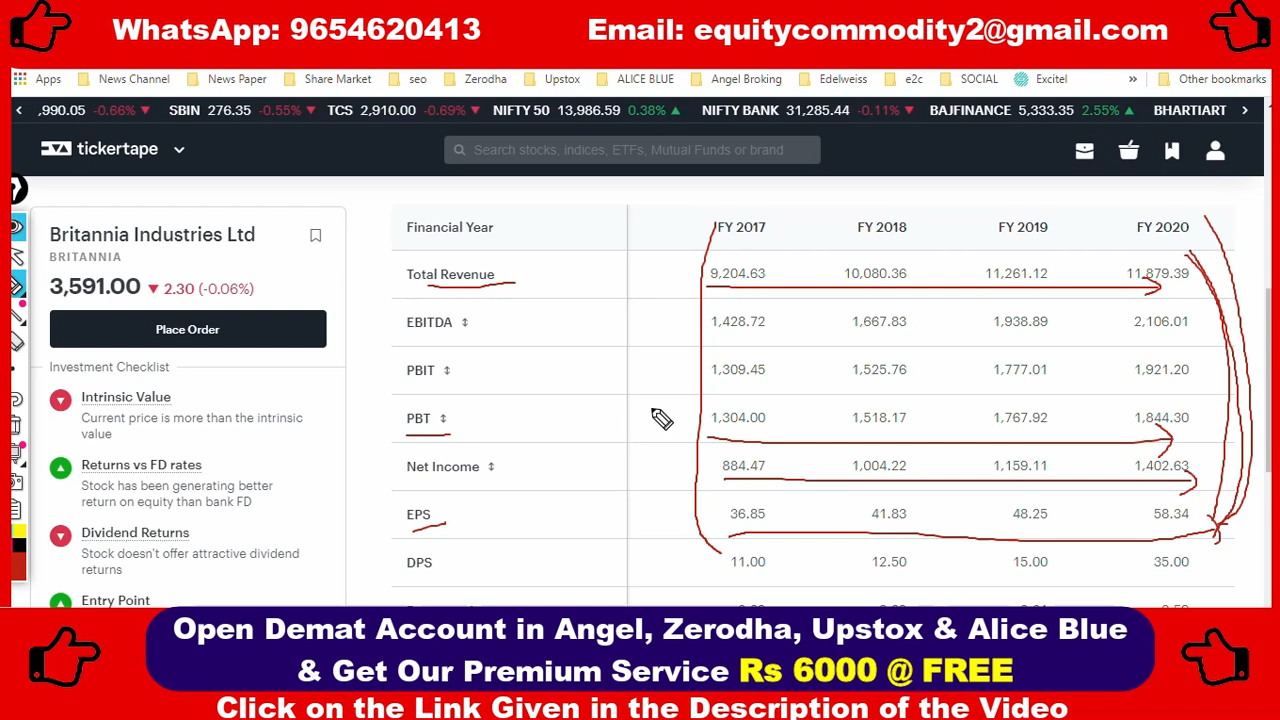 WhatsApp: 9654620413 Email: equitycommodity2@gmail.com
Apps News Channel News Paper Share Market seo Zerodha Upstox ALICE BLUE Angel Broking Edelweiss e2c SOCIAL Excitel » Other bookmarks
,990.05 -0.66% SBIN 276.35 -0.55% TCS 2,910.00 -0.69% NIFTY 50 13,986.59 0.38% NIFTY BANK 31,285.44 -0.11% BAJFINANCE 5,333.35 2.55% BHARTIART
tickertape Search stocks, indices, ETFs, Mutual Funds or brand
Britannia Industries Ltd
BRITANNIA
3,591.00 2.30 (-0.06%)
Place Order
Investment Checklist
Intrinsic Value
Current price is more than the intrinsic
value
Returns vs FD rates
Stock has been generating better
return on equity than bank FD
Dividend Returns
Stock doesn't offer attractive dividend
returns
Entry Point
Financial Year FY 2017 FY 2018 FY 2019 FY 2020
Total Revenue 9,204.63 10,080.36 11,261.12 11,879.39
EBITDA 1,428.72 1,667.83 1,938.89 2,106.01
PBIT 1,309.45 1,525.76 1,777.01 1,921.20
PBT 1,304.00 1,518.17 1,767.92 1,844.30
Net Income 884.47 1,004.22 1,159.11 1,402.63
EPS 36.85 41.83 48.25 58.34
DPS 11.00 12.50 15.00 35.00
Open Demat Account in Angel, Zerodha, Upstox & Alice Blue
& Get Our Premium Service Rs 6000 @ FREE
Click on the Link Given in the Description of the Video